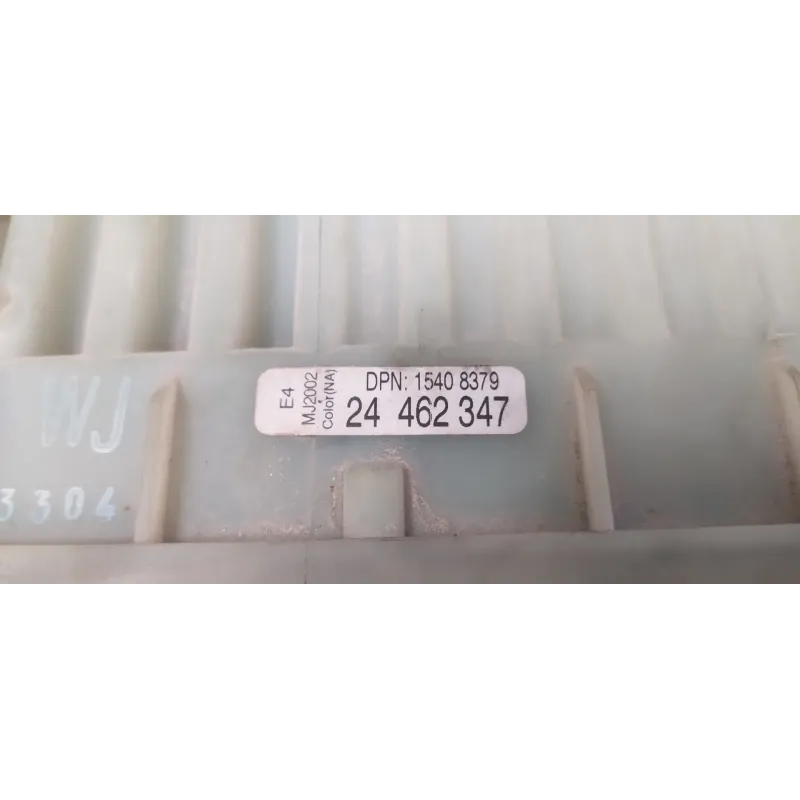 E4
MJ2002
Color(NA)
DPN: 1540 8379
24 462 347
WJ
3304